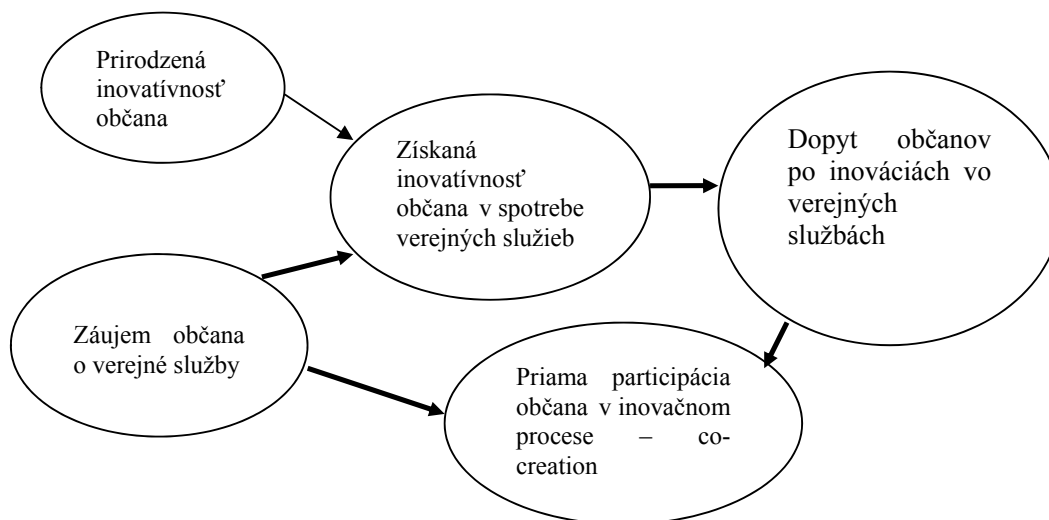 Prirodzená
inovatívnosť
občana
Získaná
inovatívnosť
občana v spotrebe
verejných služieb
Dopyt občanov
po inováciách vo
verejných
službách
Záujem občana
o verejné služby
Priama participácia
občana v inovačnom
procese – co-
creation